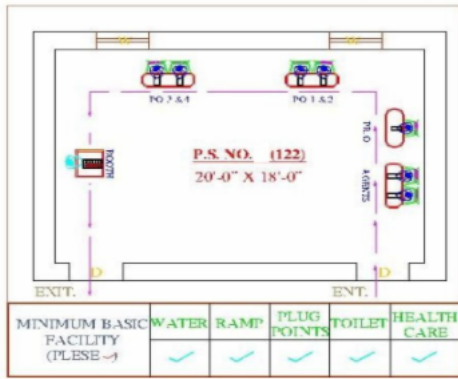 W
W
PO 3 &4
PO 1 &2
P.S. NO. (122)
20'-0" X 18'-0"
BOOTH
AGENTS
D
D
EXIT.
ENT.
MINIMUM BASIC
FACILITY
(PLESE ✓)
WATER
RAMP
PLUG
POINTS
TOILET
HEALTH
CARE
✓ ✓ ✓ ✓ ✓